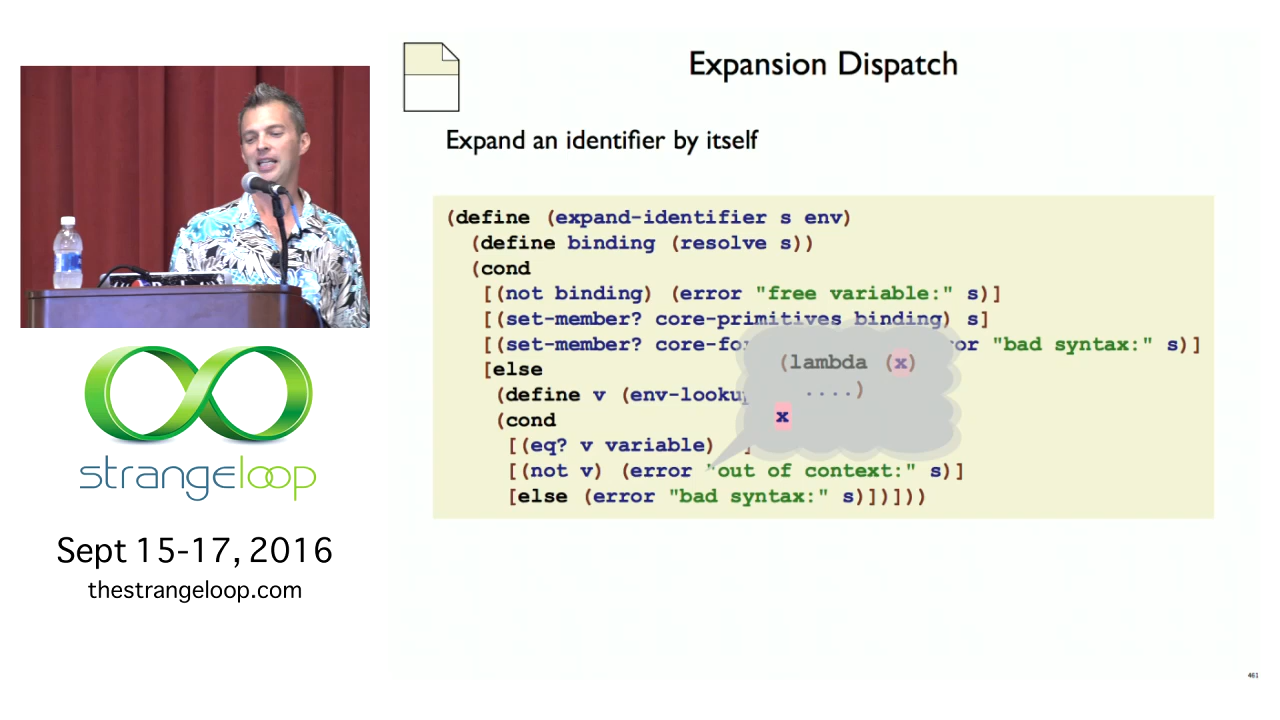 Expansion Dispatch
Expand an identifier by itself
(define (expand-identifier s env)
(define binding (resolve s))
(cond
[(not binding) (error "free variable:" s)]
[(set-member? core-primitives binding) s]
[(set-member? core-fo or "bad syntax:" s)]
[else
(define v (env-looku
(cond
[(eq? v variable) ]
[(not v) (error "out of context:" s)]
[else (error "bad syntax:" s)])]))
(lambda (x)
....)
x
strangeloop
Sept 15-17, 2016
thestrangeloop.com
461